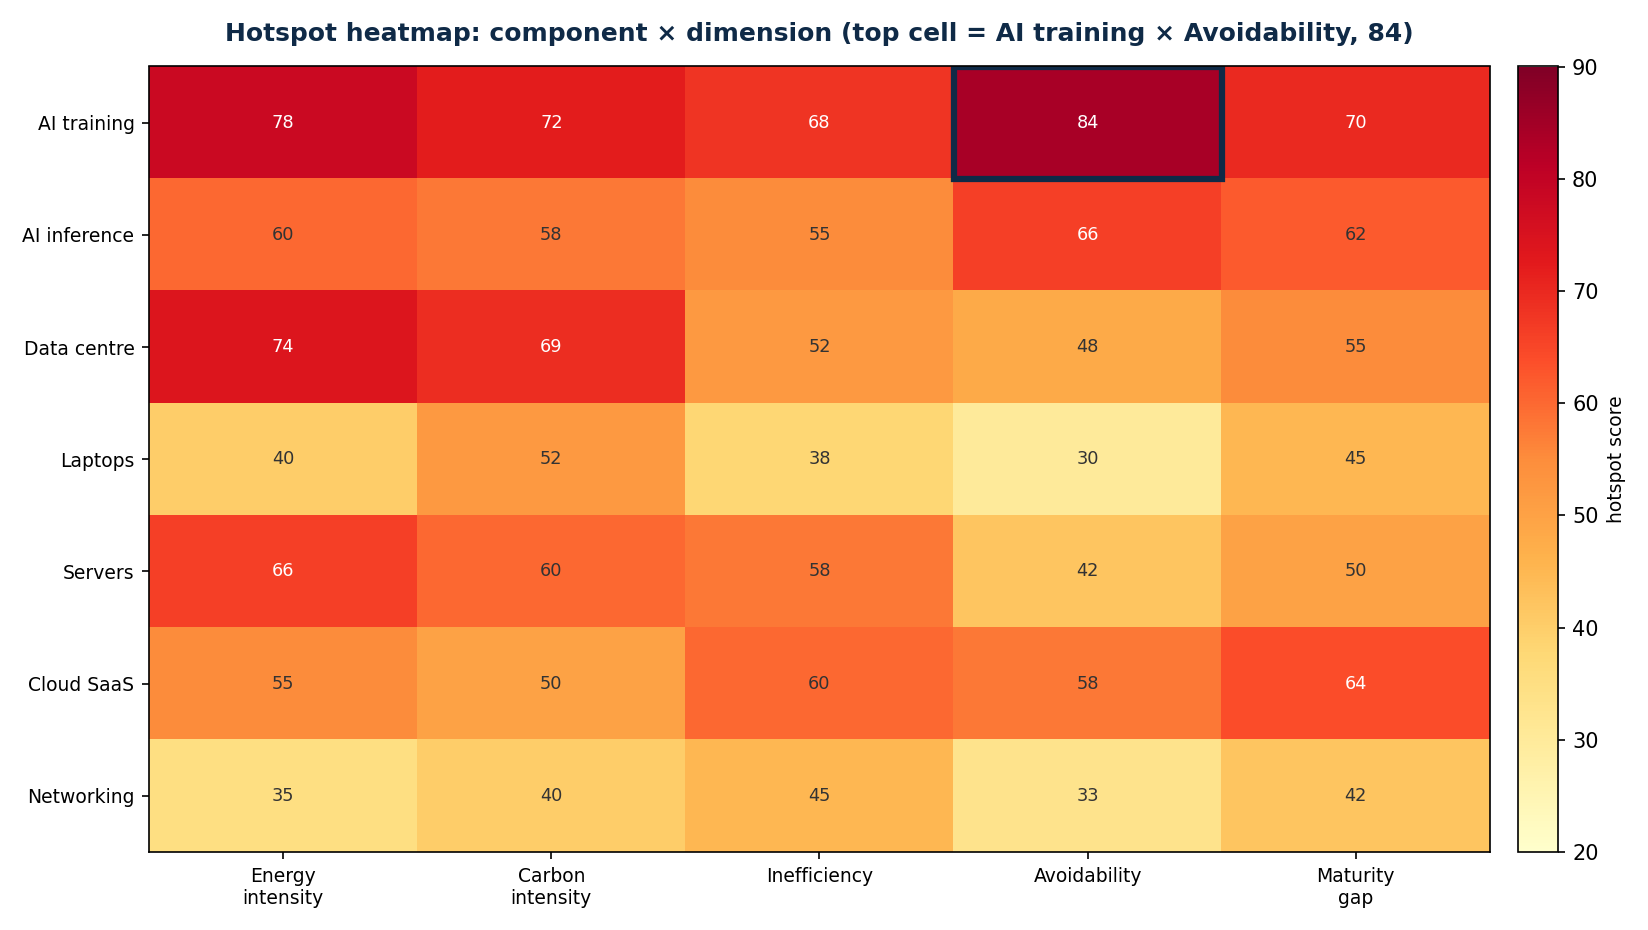 Hotspot heatmap: component × dimension (top cell = AI training × Avoidability, 84)
AI training 78 72 68 84 70
AI inference 60 58 55 66 62
Data centre 74 69 52 48 55
Laptops 40 52 38 30 45
Servers 66 60 58 42 50
Cloud SaaS 55 50 60 58 64
Networking 35 40 45 33 42
Energy intensity
Carbon intensity
Inefficiency
Avoidability
Maturity gap
90
80
70
60
50
40
30
20
hotspot score